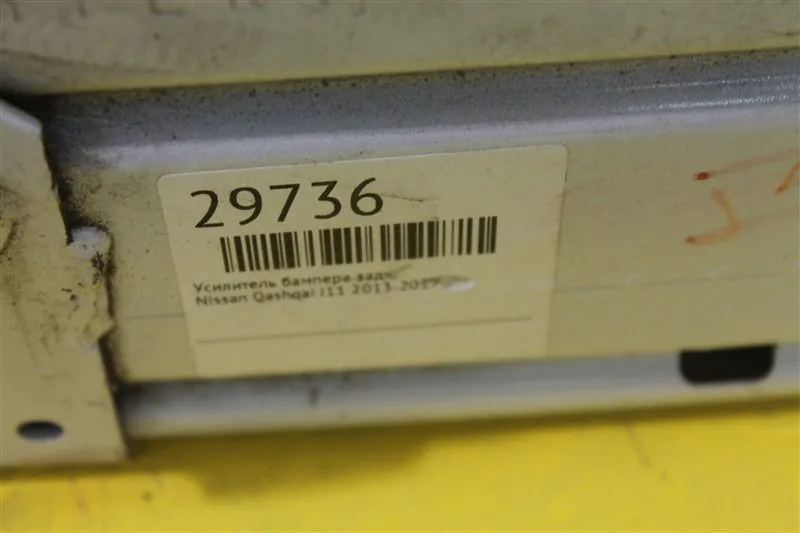 29736
Усилитель бампера задн.
Nissan Qashqai J11 2013-2017